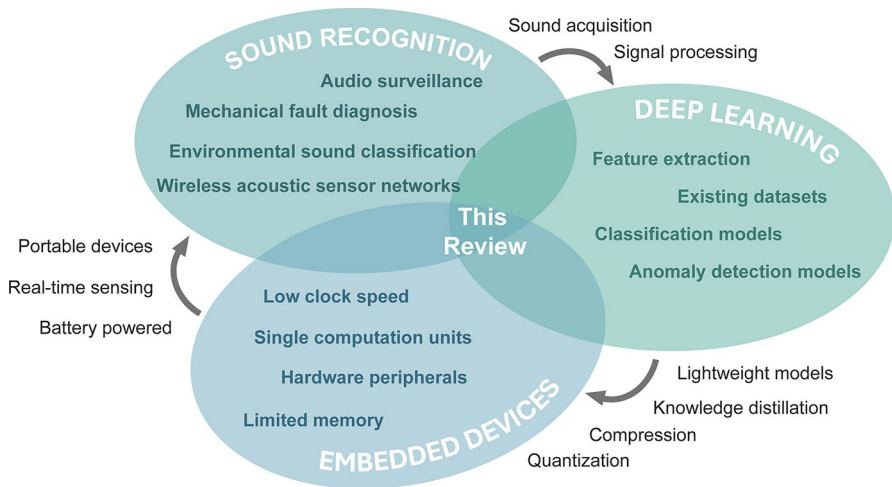 SOUND RECOGNITION
Audio surveillance
Mechanical fault diagnosis
Environmental sound classification
Wireless acoustic sensor networks
Sound acquisition
Signal processing
DEEP LEARNING
Feature extraction
Existing datasets
Classification models
Anomaly detection models
This
Review
Portable devices
Real-time sensing
Battery powered
Low clock speed
Single computation units
Hardware peripherals
Limited memory
EMBEDDED DEVICES
Lightweight models
Knowledge distillation
Compression
Quantization